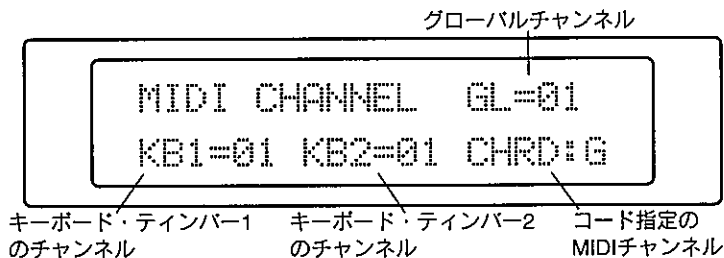 グローバルチャンネル
MIDI CHANNEL GL=01
KB1=01 KB2=01 CHRD:G
キーボード・ティンバー1
のチャンネル
キーボード・ティンバー2
のチャンネル
コード指定の
MIDIチャンネル